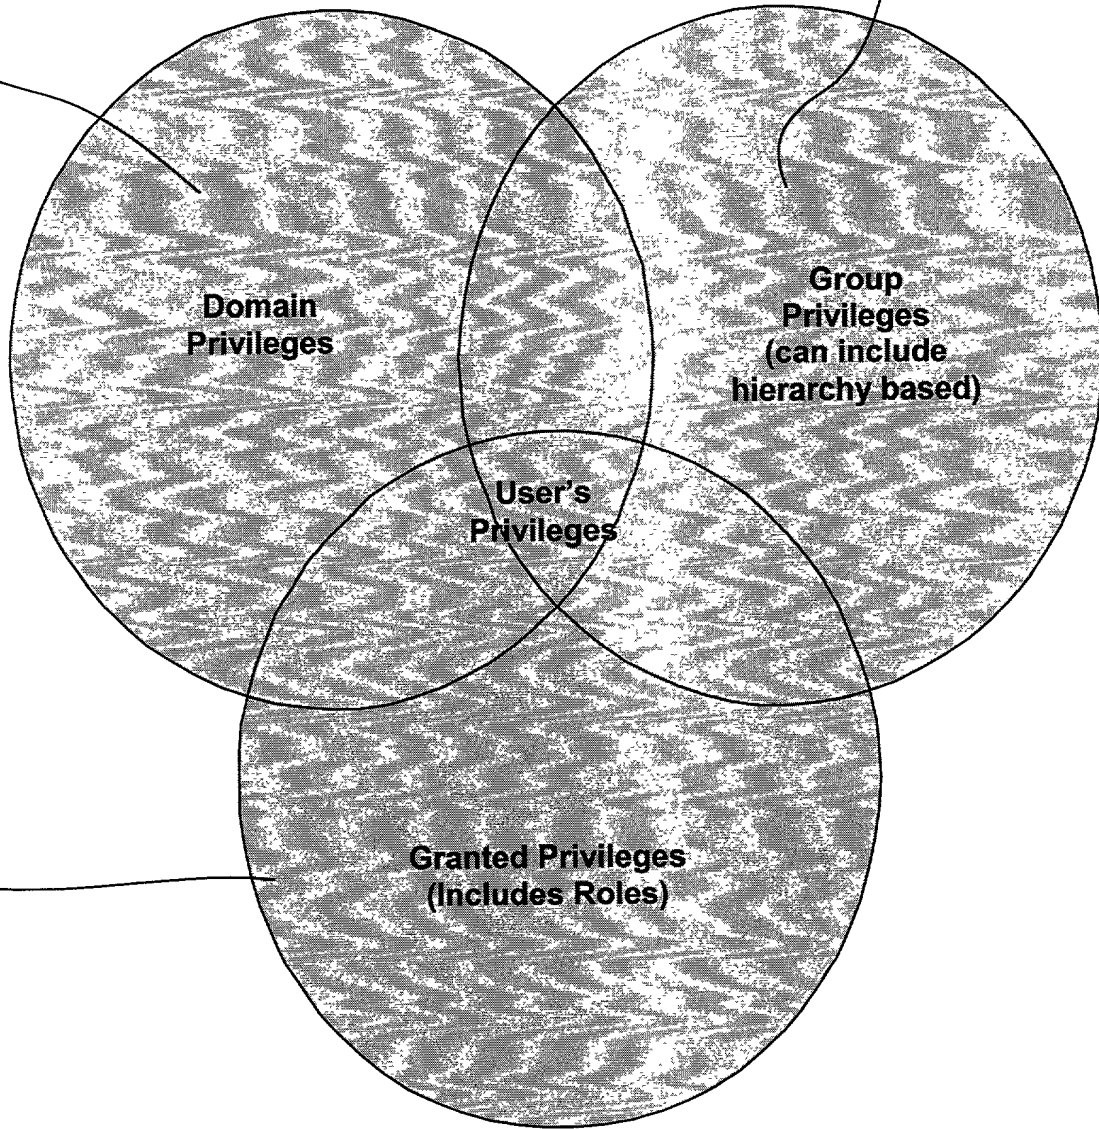 Domain
Privileges
Group
Privileges
(can include
hierarchy based)
User's
Privileges
Granted Privileges
(Includes Roles)